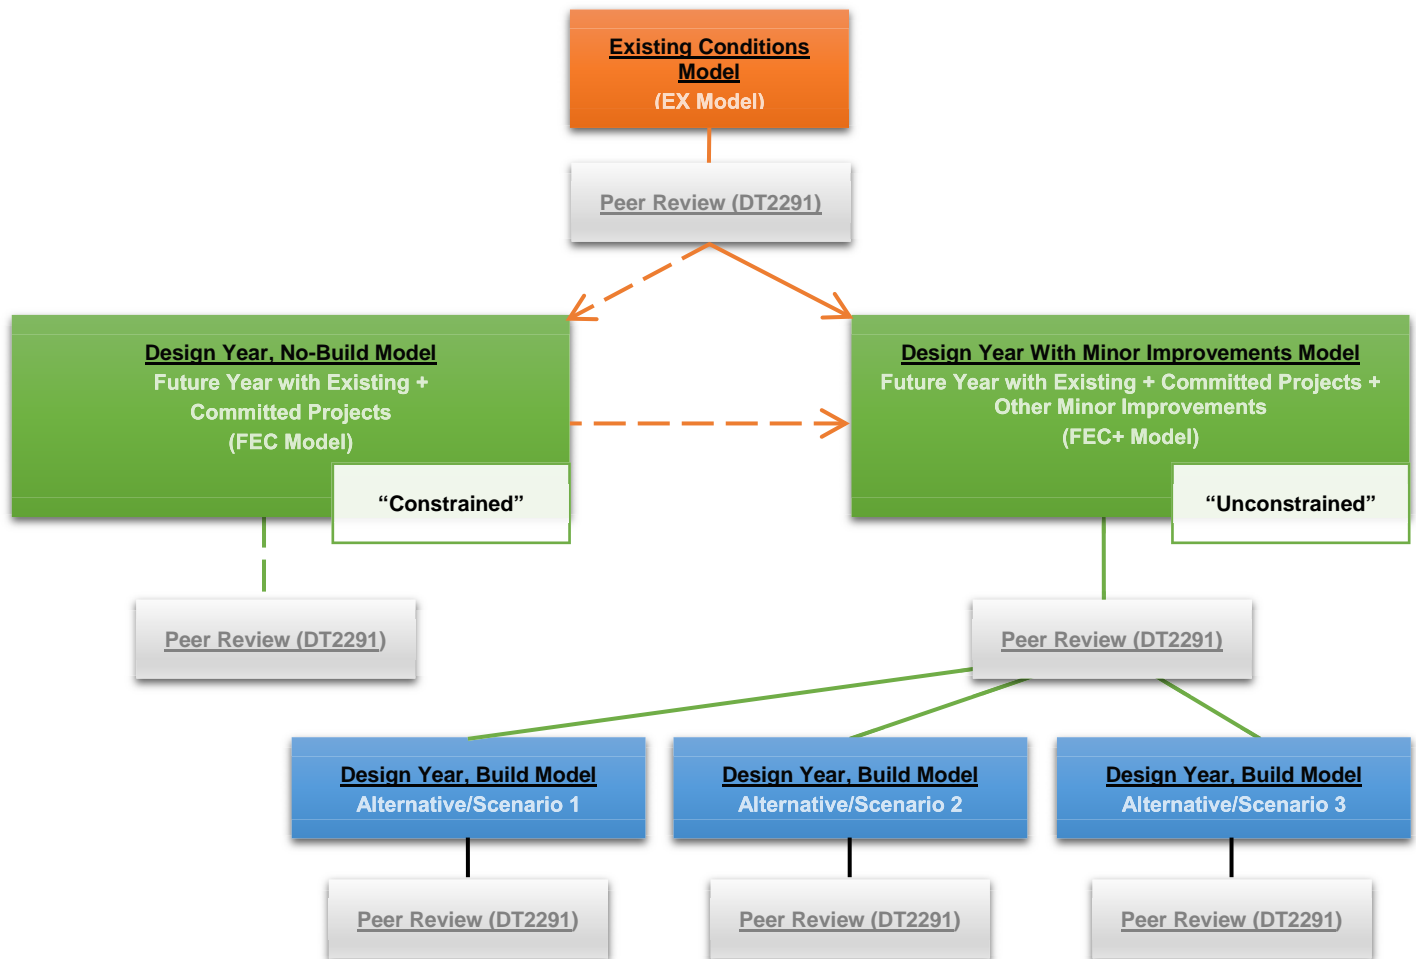 Existing Conditions
Model
(EX Model)
Peer Review (DT2291)
Design Year, No-Build Model
Future Year with Existing +
Committed Projects
(FEC Model)
“Constrained”
Design Year With Minor Improvements Model
Future Year with Existing + Committed Projects +
Other Minor Improvements
(FEC+ Model)
“Unconstrained”
Peer Review (DT2291)
Peer Review (DT2291)
Design Year, Build Model
Alternative/Scenario 1
Design Year, Build Model
Alternative/Scenario 2
Design Year, Build Model
Alternative/Scenario 3
Peer Review (DT2291)
Peer Review (DT2291)
Peer Review (DT2291)